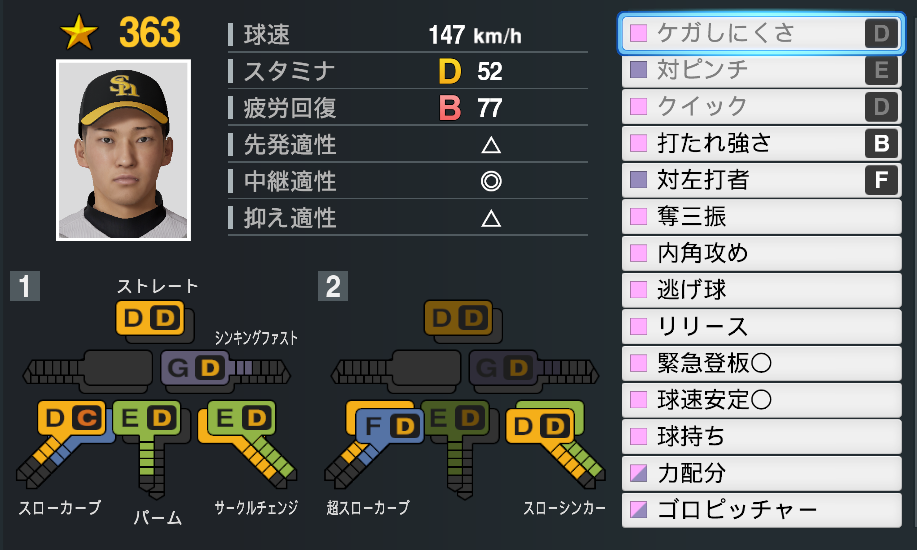 363
球速 147 km/h
スタミナ D 52
疲労回復 B 77
先発適性 △
中継適性 ◎
抑え適性 △
SH
1
ストレート
D D
シンキングファスト
G D
D C
E D
E D
スローカーブ
パーム
サークルチェンジ
2
D D
G D
F D
E D
D D
超スローカーブ
スローシンカー
ケガしにくさ D
対ピンチ E
クイック D
打たれ強さ B
対左打者 F
奪三振
内角攻め
逃げ球
リリース
緊急登板〇
球速安定〇
球持ち
力配分
ゴロピッチャー